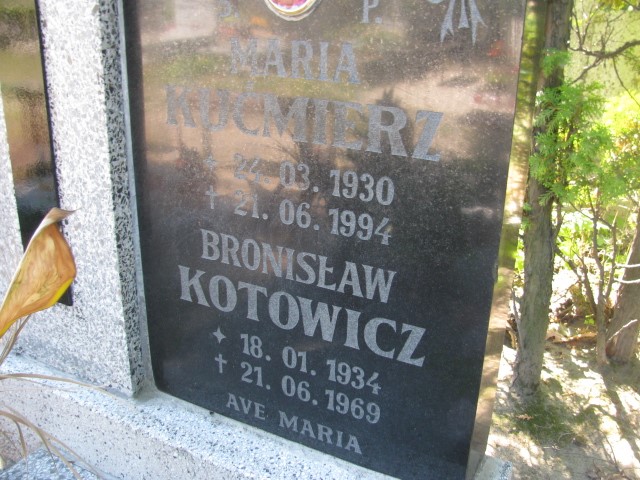 Ś. P.
MARIA
KUĆMIERZ
24. 03. 1930
† 21. 06. 1994
BRONISŁAW
KOTOWICZ
18. 01. 1934
† 21. 06. 1969
AVE MARIA